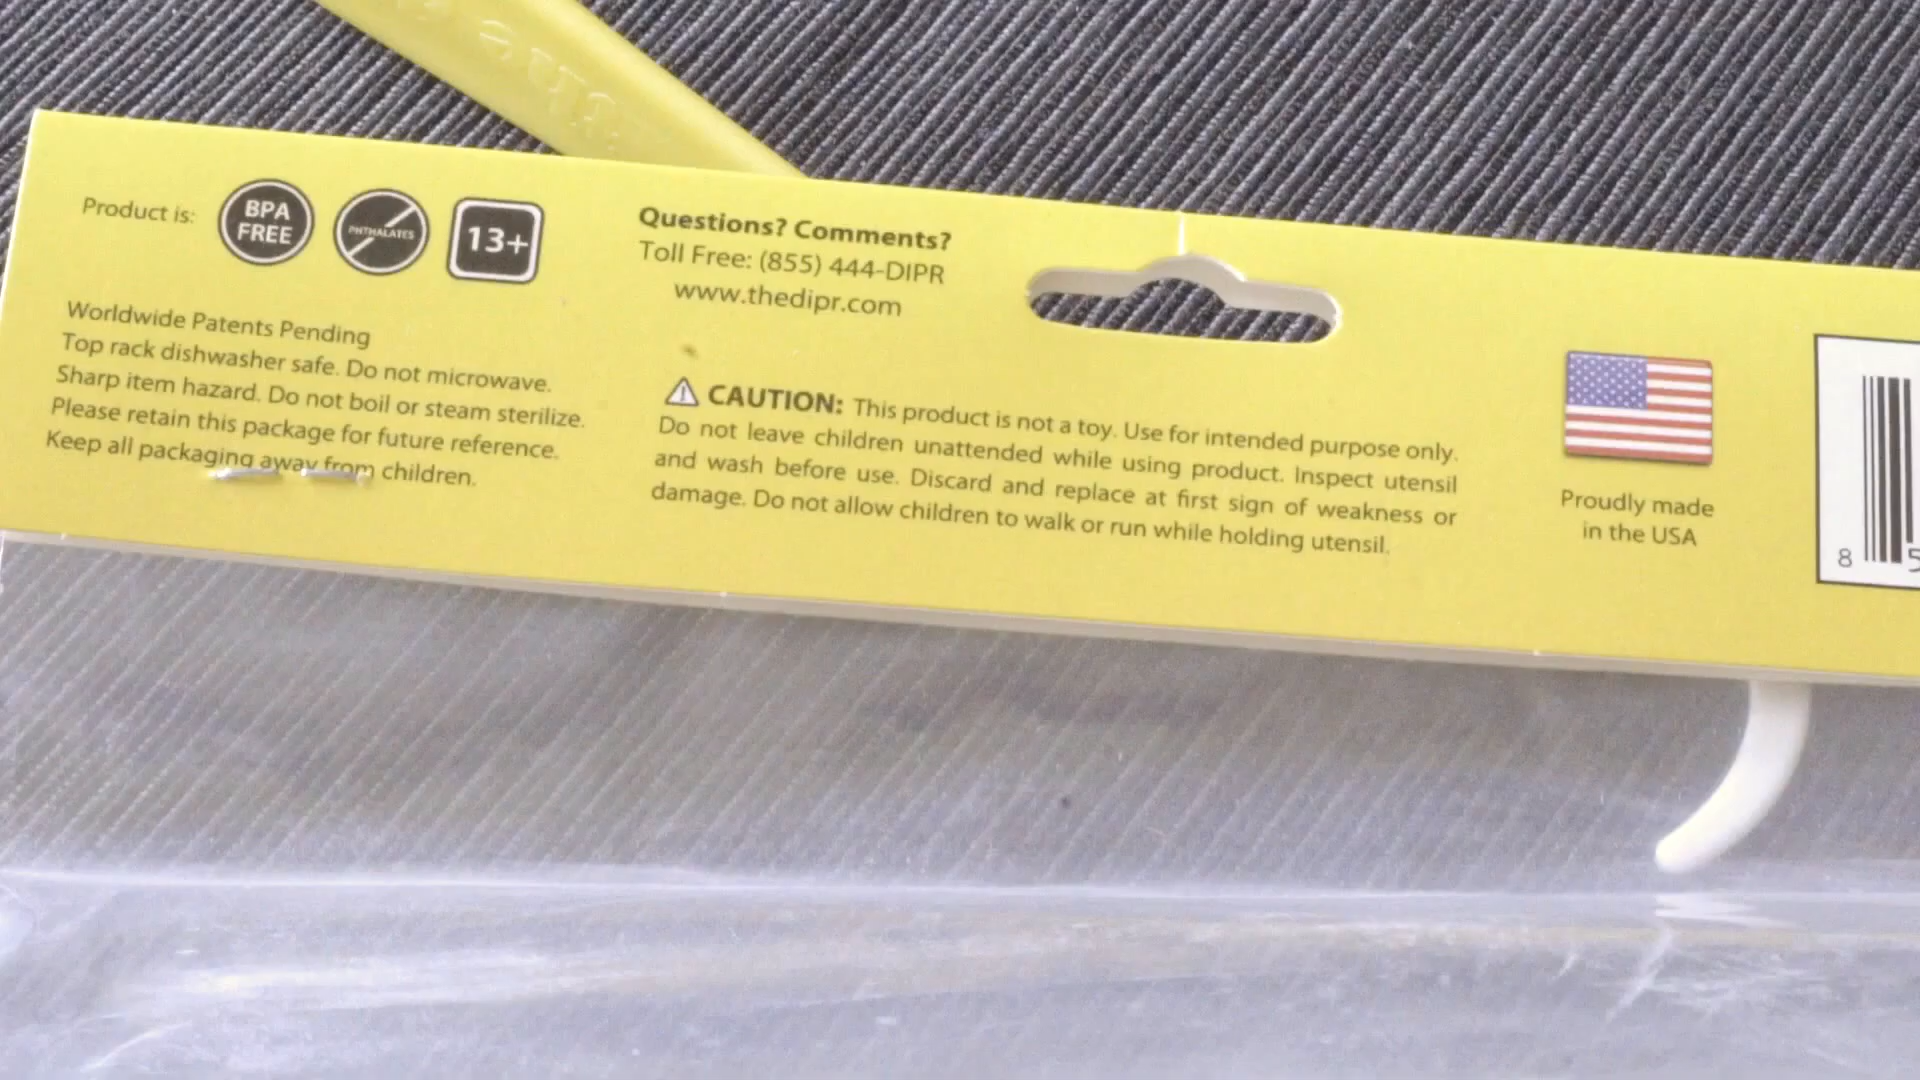 Product is:
BPA
FREE
PHTHALATES
13+
Worldwide Patents Pending
Top rack dishwasher safe. Do not microwave.
Sharp item hazard. Do not boil or steam sterilize.
Please retain this package for future reference.
Keep all packaging away from children.
Questions? Comments?
Toll Free: (855) 444-DIPR
www.thedipr.com
CAUTION: This product is not a toy. Use for intended purpose only.
Do not leave children unattended while using product. Inspect utensil
and wash before use. Discard and replace at first sign of weakness or
damage. Do not allow children to walk or run while holding utensil.
Proudly made
in the USA
8 5